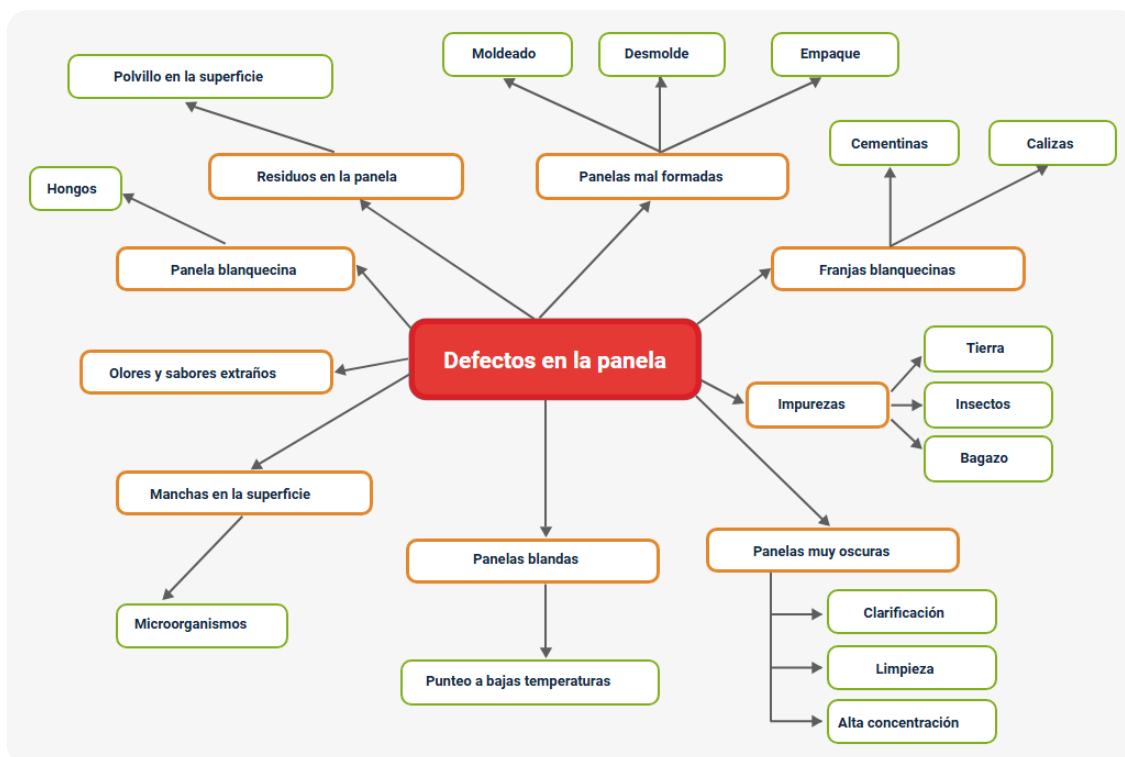 Moldeado
Desmolde
Empaque
Polvillo en la superficie
Cementinas
Calizas
Residuos en la panela
Panelas mal formadas
Hongos
Panela blanquecina
Franjas blanquecinas
Defectos en la panela
Tierra
Olores y sabores extraños
Impurezas
Insectos
Bagazo
Manchas en la superficie
Panelas blandas
Panelas muy oscuras
Microorganismos
Clarificación
Punteo a bajas temperaturas
Limpieza
Alta concentración